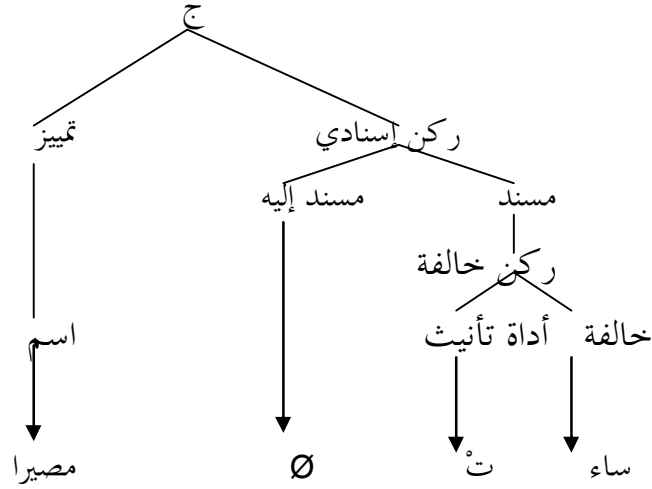 ج
ركن إسنادي
تمييز
مسند
مسند إليه
ركن خالفة
خالفة
أداة تأنيث
اسم
ساء
تْ
Ø
مصيرا